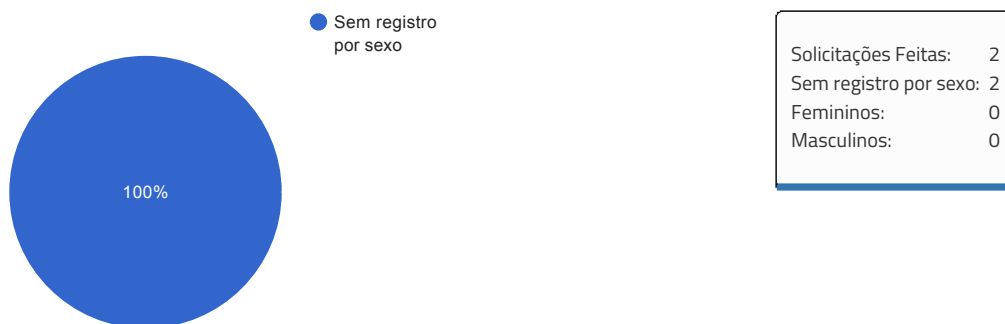 Sem registro
por sexo
100%
Solicitações Feitas: 2
Sem registro por sexo: 2
Femininos: 0
Masculinos: 0